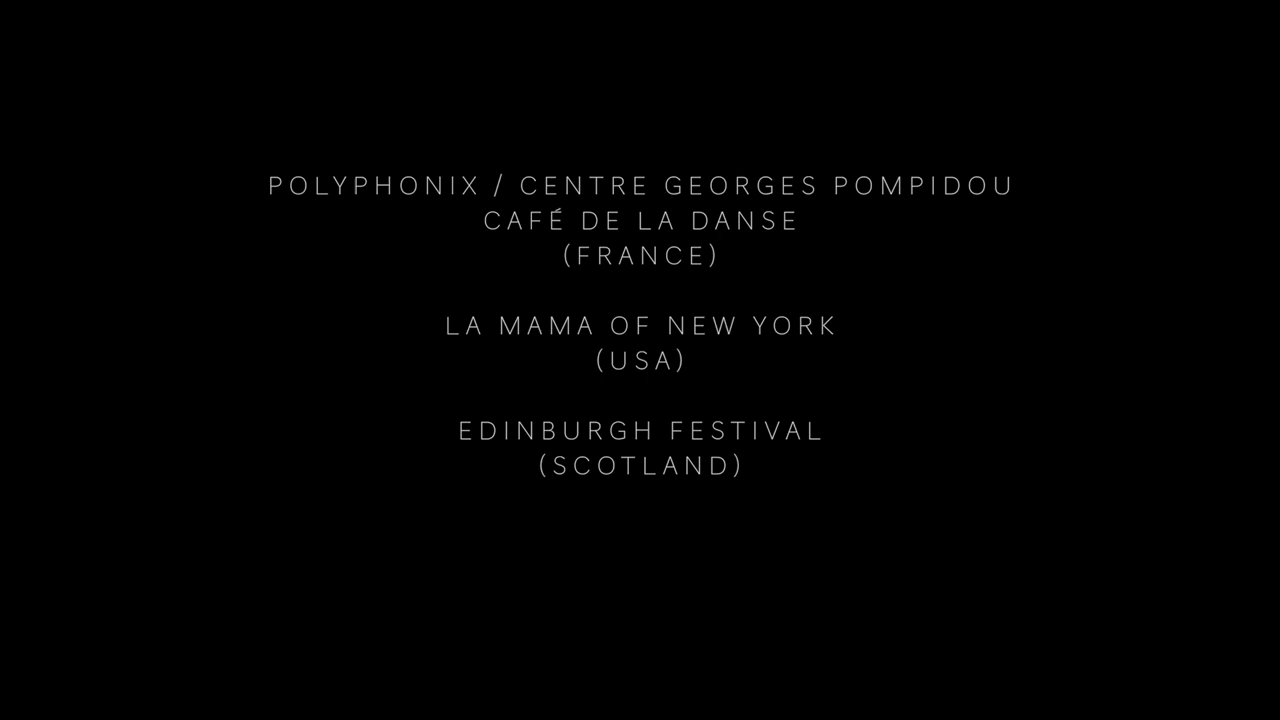 POLYPHONIX / CENTRE GEORGES POMPIDOU
CAFÉ DE LA DANSE
(FRANCE)
LA MAMA OF NEW YORK
(USA)
EDINBURGH FESTIVAL
(SCOTLAND)